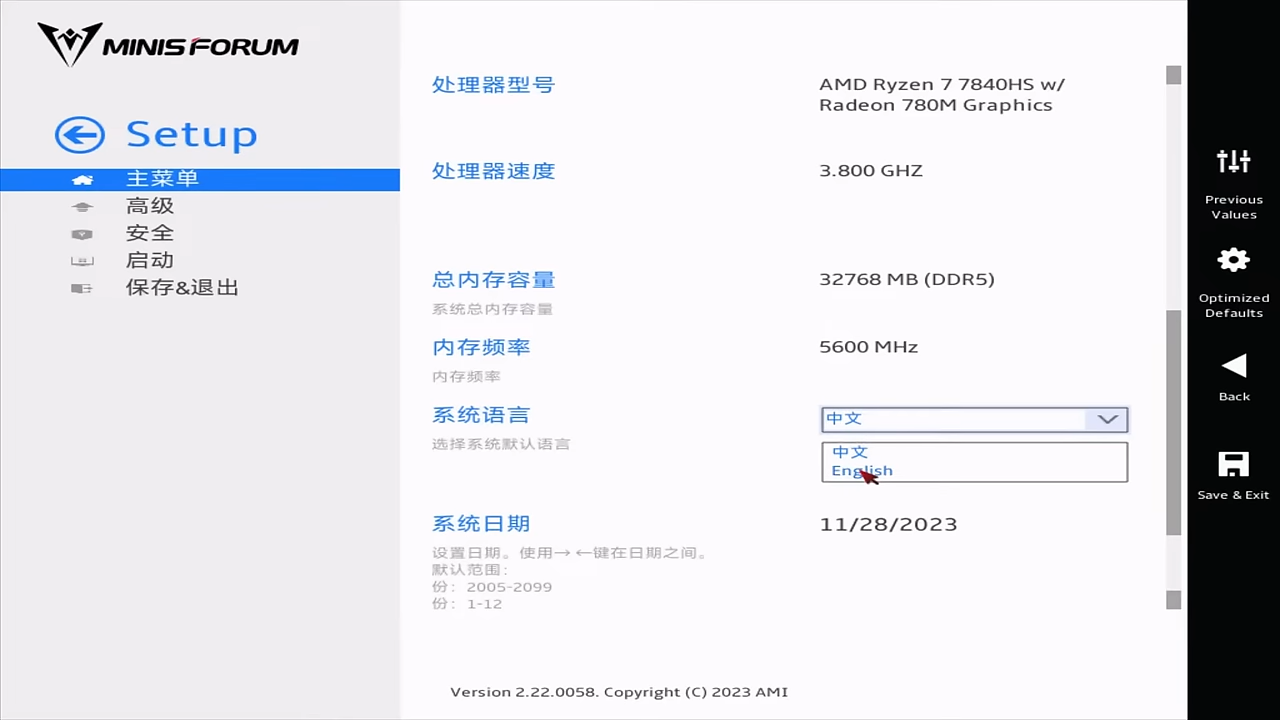 MINISFORUM
Setup
主菜单
高级
安全
启动
保存&退出
处理器型号
AMD Ryzen 7 7840HS w/
Radeon 780M Graphics
处理器速度
3.800 GHZ
总内存容量
32768 MB (DDR5)
系统总内存容量
内存频率
5600 MHz
内存频率
系统语言
中文
选择系统默认语言
中文
English
系统日期
11/28/2023
设置日期。使用→ ←键在日期之间。
默认范围:
份: 2005-2099
份: 1-12
Version 2.22.0058. Copyright (C) 2023 AMI
Previous
Values
Optimized
Defaults
Back
Save & Exit